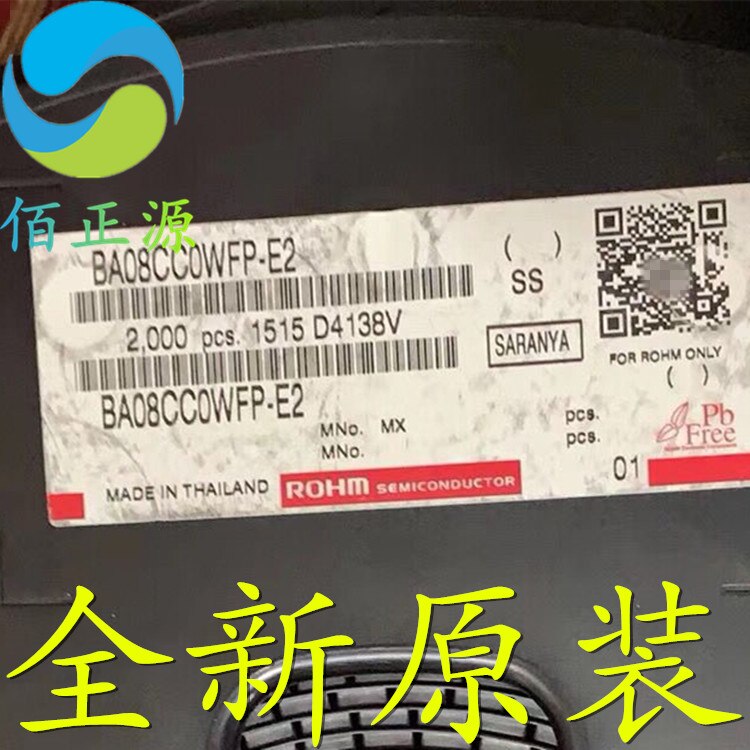 佰正源
BA08CC0WFP-E2
( )
SS
2,000 pcs. 1515 D4138V
SARANYA
FOR ROHM ONLY
( )
BA08CC0WFP-E2
MNo. MX
pcs.
MNo.
pcs.
Pb
Free
MADE IN THAILAND
ROHM SEMICONDUCTOR
01
全新原装